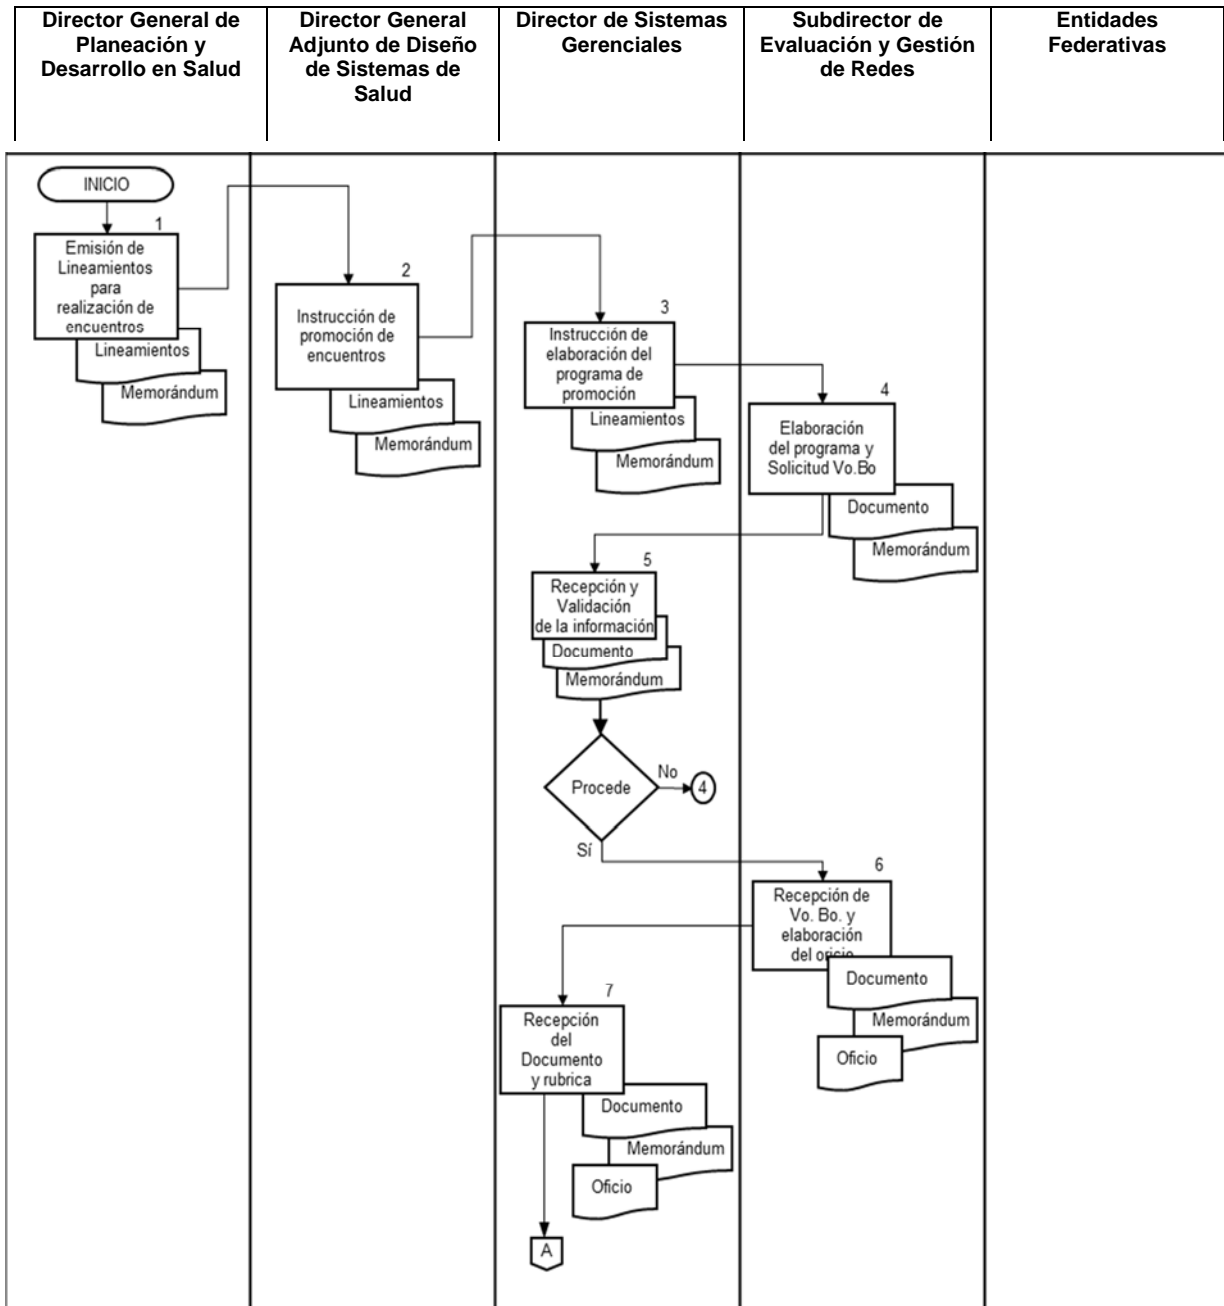 Director General de
Planeación y
Desarrollo en Salud
Director General
Adjunto de Diseño
de Sistemas de
Salud
Director de Sistemas
Gerenciales
Subdirector de
Evaluación y Gestión
de Redes
Entidades
Federativas
INICIO
1
Emisión de
Lineamientos
para
realización de
encuentros
Lineamientos
Memorándum
2
Instrucción de
promoción de
encuentros
Lineamientos
Memorándum
3
Instrucción de
elaboración del
programa de
promoción
Lineamientos
Memorándum
4
Elaboración
del programa y
Solicitud Vo.Bo
Documento
Memorándum
5
Recepción y
Validación
de la información
Documento
Memorándum
Procede
No
4
Sí
6
Recepción de
Vo. Bo. y
elaboración
del oricio
Documento
Memorándum
Oficio
7
Recepción
del
Documento
y rubrica
Documento
Memorándum
Oficio
A